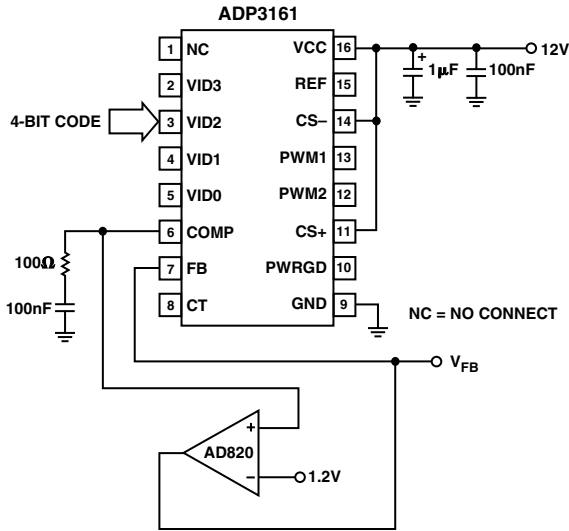 ADP3161
1 NC
2 VID3
3 VID2
4 VID1
5 VID0
6 COMP
7 FB
8 CT
VCC 16
REF 15
CS– 14
PWM1 13
PWM2 12
CS+ 11
PWRGD 10
GND 9
4-BIT CODE
12V
+
1μF
100nF
100Ω
100nF
NC = NO CONNECT
VFB
+
AD820
–
1.2V